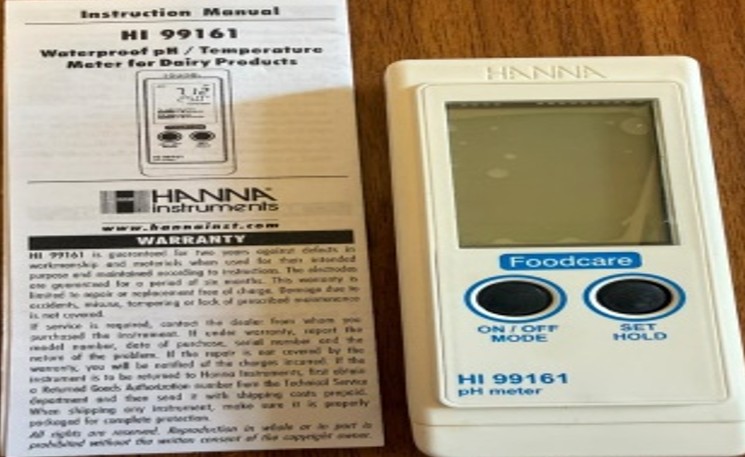 Instruction Manual
HI 99161
Waterproof pH / Temperature
Meter for Dairy Products
HANNA
instruments
www.hannainst.com
WARRANTY
HI 99161 is guaranteed for two years against defects in
workmanship and materials when used for their intended
purpose and maintained according to instructions. The electrodes
are guaranteed for a period of six months. This warranty is
limited to repair or replacement free of charge. Damage due to
accidents, misuse, tampering or lack of prescribed maintenance
is not covered.
If service is required, contact the dealer from whom you
purchased the instrument. If under warranty, report the
model number, date of purchase, serial number and the
nature of the problem. If the repair is not covered by the
warranty, you will be notified of the charges incurred. If the
instrument is to be returned to Hanna Instruments, first obtain
a Returned Goods Authorization number from the Technical Service
department and then send it with shipping costs prepaid.
When shipping any instrument, make sure it is properly
packaged for complete protection.
All rights are reserved. Reproduction in whole or in part is
prohibited without the written consent of the copyright owner.
HANNA
Foodcare
ON / OFF
MODE
SET
HOLD
HI 99161
pH meter